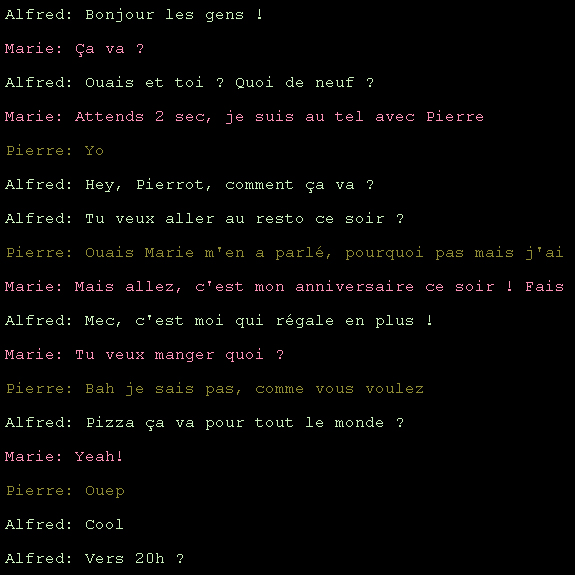 Alfred: Bonjour les gens !
Marie: Ça va ?
Alfred: Ouais et toi ? Quoi de neuf ?
Marie: Attends 2 sec, je suis au tel avec Pierre
Pierre: Yo
Alfred: Hey, Pierrot, comment ça va ?
Alfred: Tu veux aller au resto ce soir ?
Pierre: Ouais Marie m'en a parlé, pourquoi pas mais j'ai
Marie: Mais allez, c'est mon anniversaire ce soir ! Fais
Alfred: Mec, c'est moi qui régale en plus !
Marie: Tu veux manger quoi ?
Pierre: Bah je sais pas, comme vous voulez
Alfred: Pizza ça va pour tout le monde ?
Marie: Yeah!
Pierre: Ouep
Alfred: Cool
Alfred: Vers 20h ?